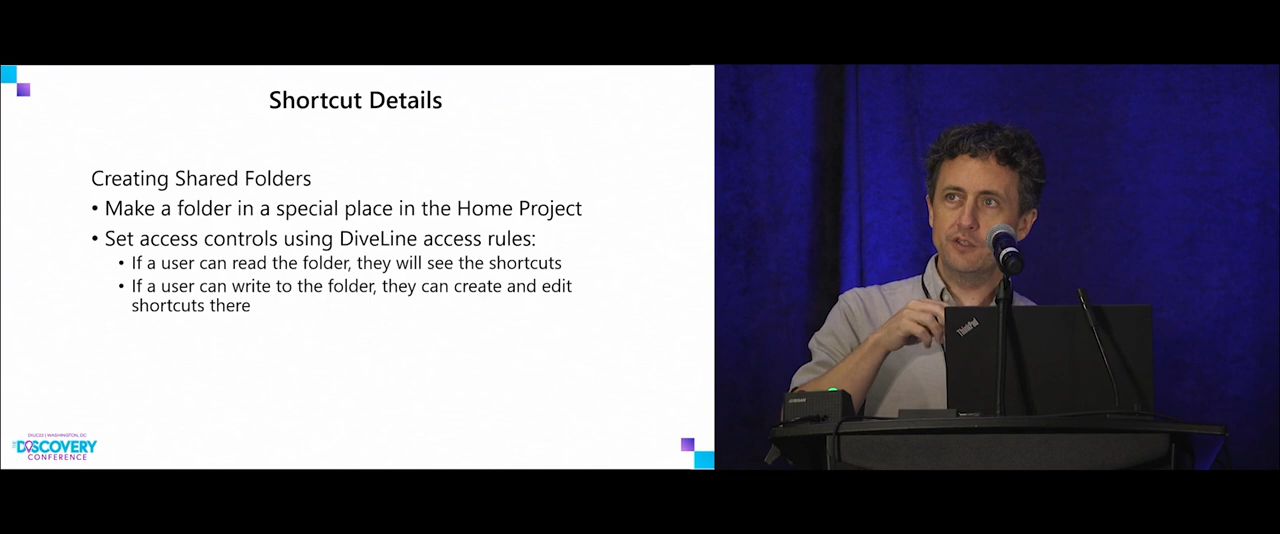 Shortcut Details
Creating Shared Folders
• Make a folder in a special place in the Home Project
• Set access controls using DiveLine access rules:
• If a user can read the folder, they will see the shortcuts
• If a user can write to the folder, they can create and edit
shortcuts there
WASHINGTON, DC
DISCOVERY
CONFERENCE
ThinkPad